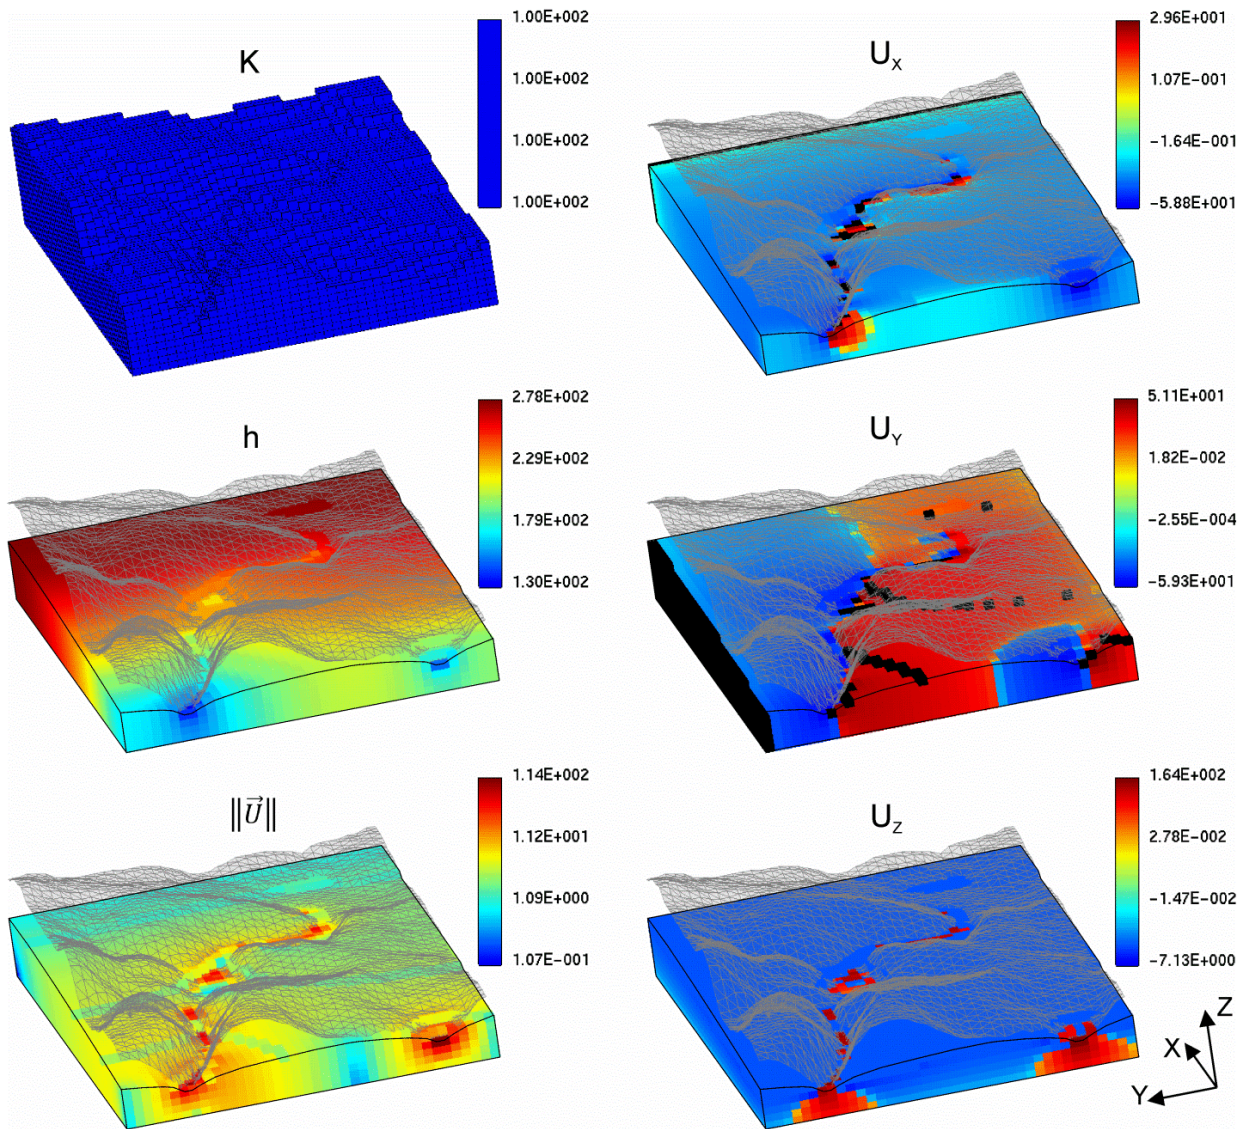 K
1.00E+002
1.00E+002
1.00E+002
1.00E+002
U_X
2.96E+001
1.07E-001
-1.64E-001
-5.88E+001
h
2.78E+002
2.29E+002
1.79E+002
1.30E+002
U_Y
5.11E+001
1.82E-002
-2.55E-004
-5.93E+001
‖U⃗‖
1.14E+002
1.12E+001
1.09E+000
1.07E-001
U_Z
1.64E+002
2.78E-002
-1.47E-002
-7.13E+000
Z
X
Y